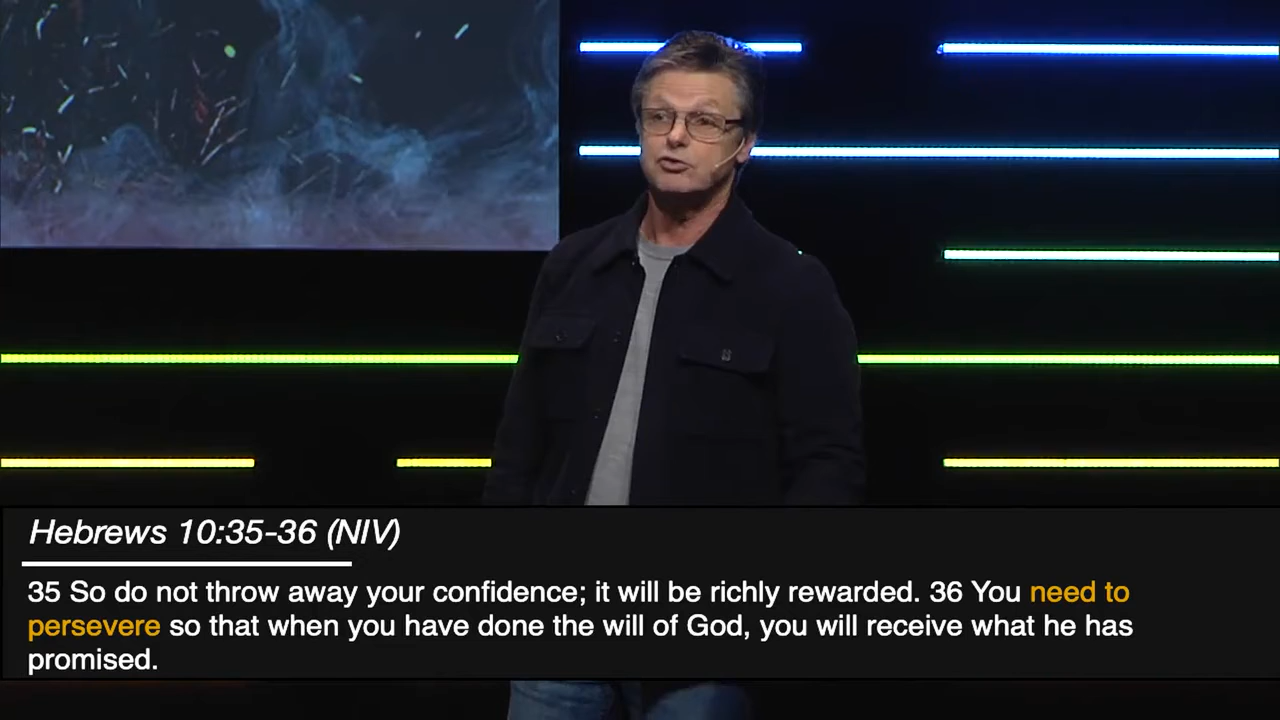 Hebrews 10:35-36 (NIV)
35 So do not throw away your confidence; it will be richly rewarded. 36 You need to
persevere so that when you have done the will of God, you will receive what he has
promised.